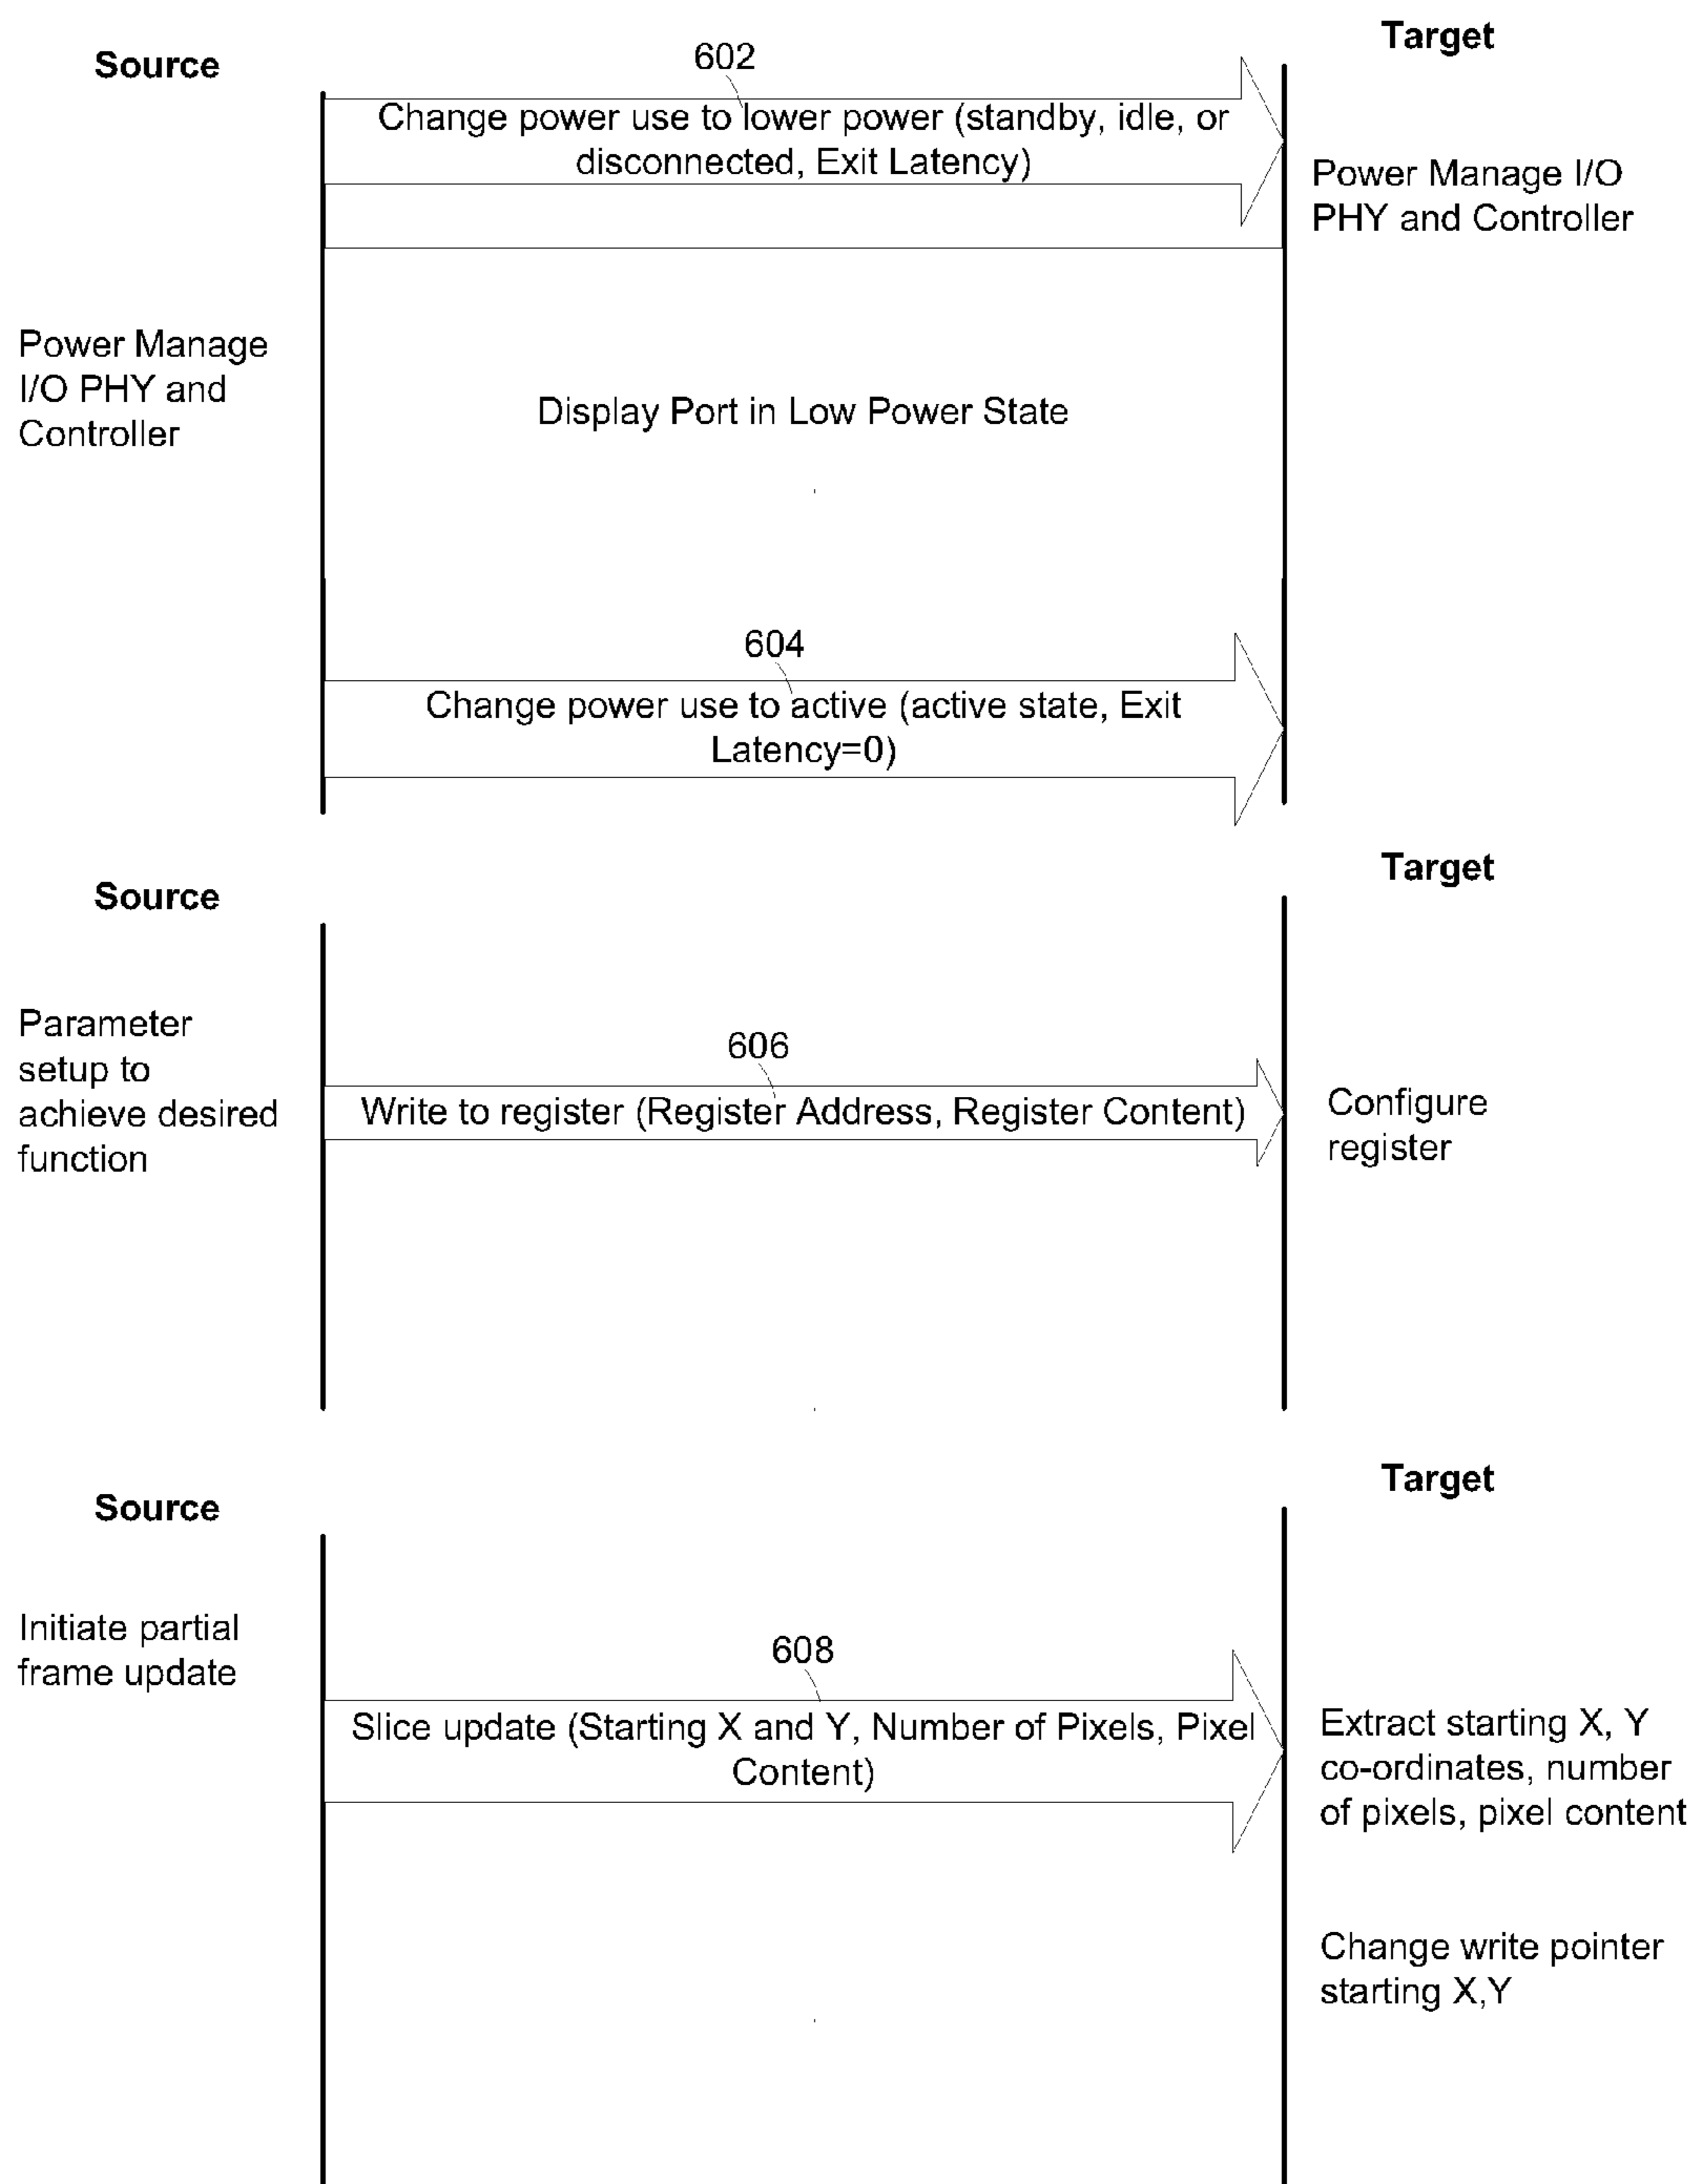 Source
Target
602
Change power use to lower power (standby, idle, or
disconnected, Exit Latency)
Power Manage I/O
PHY and Controller
Power Manage
I/O PHY and
Controller
Display Port in Low Power State
604
Change power use to active (active state, Exit
Latency=0)
Source
Target
Parameter
setup to
achieve desired
function
606
Write to register (Register Address, Register Content)
Configure
register
Source
Target
Initiate partial
frame update
608
Slice update (Starting X and Y, Number of Pixels, Pixel
Content)
Extract starting X, Y
co-ordinates, number
of pixels, pixel content
Change write pointer
starting X,Y